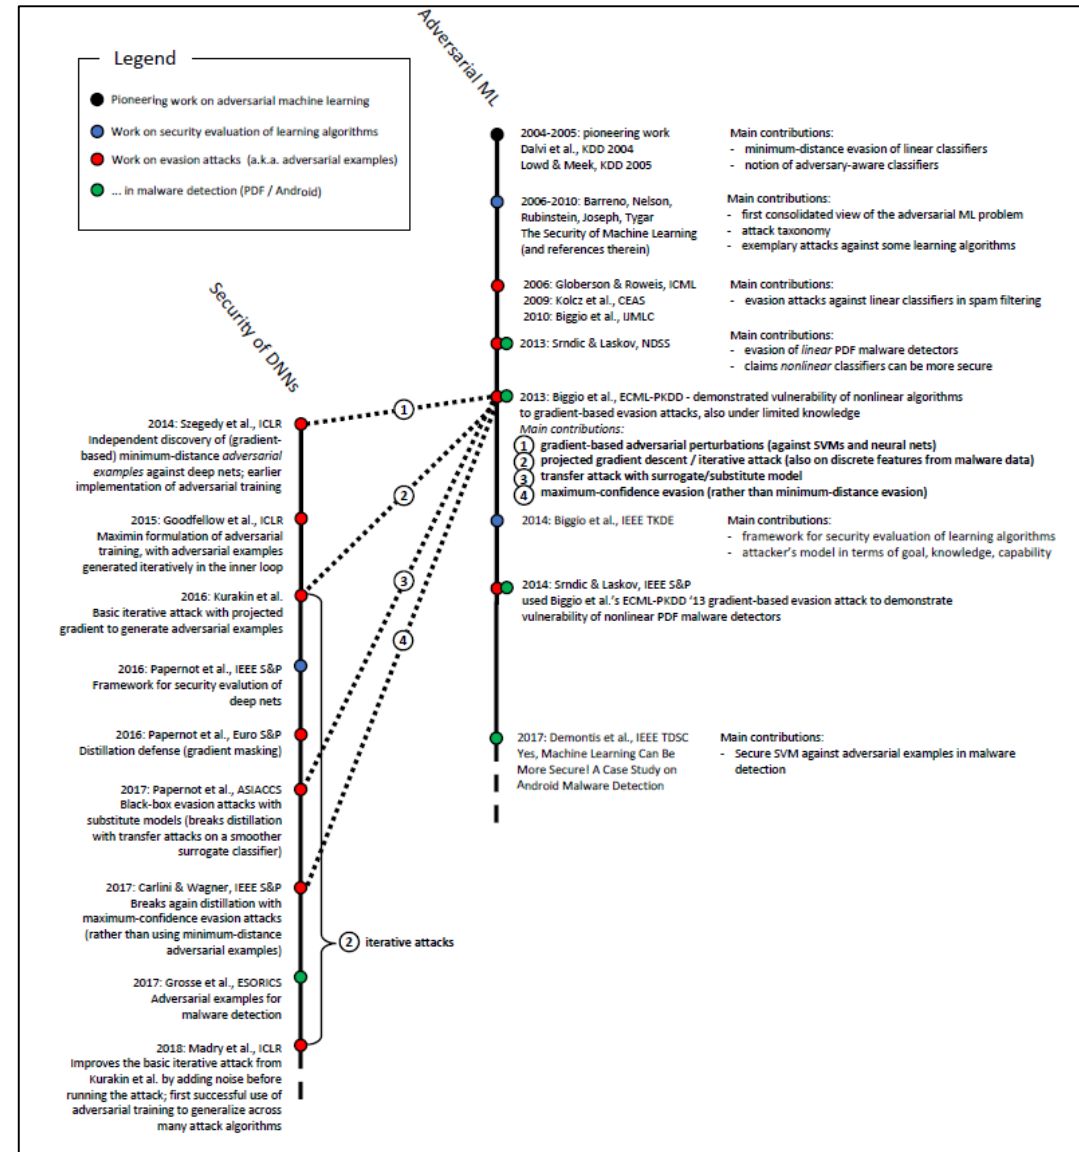 Legend
Pioneering work on adversarial machine learning
Work on security evaluation of learning algorithms
Work on evasion attacks (a.k.a. adversarial examples)
... in malware detection (PDF / Android)
Adversarial ML
2004-2005: pioneering work
Dalvi et al., KDD 2004
Lowd & Meek, KDD 2005
Main contributions:
- minimum-distance evasion of linear classifiers
- notion of adversary-aware classifiers
2006-2010: Barreno, Nelson,
Rubinstein, Joseph, Tygar
The Security of Machine Learning
(and references therein)
Main contributions:
- first consolidated view of the adversarial ML problem
- attack taxonomy
- exemplary attacks against some learning algorithms
2006: Globerson & Roweis, ICML
2009: Kolcz et al., CEAS
2010: Biggio et al., IJMLC
Main contributions:
- evasion attacks against linear classifiers in spam filtering
2013: Srndic & Laskov, NDSS
Main contributions:
- evasion of linear PDF malware detectors
- claims nonlinear classifiers can be more secure
2013: Biggio et al., ECML-PKDD - demonstrated vulnerability of nonlinear algorithms
to gradient-based evasion attacks, also under limited knowledge
Main contributions:
1 gradient-based adversarial perturbations (against SVMs and neural nets)
2 projected gradient descent / iterative attack (also on discrete features from malware data)
3 transfer attack with surrogate/substitute model
4 maximum-confidence evasion (rather than minimum-distance evasion)
2014: Biggio et al., IEEE TKDE
Main contributions:
- framework for security evaluation of learning algorithms
- attacker's model in terms of goal, knowledge, capability
2014: Srndic & Laskov, IEEE S&P
used Biggio et al.'s ECML-PKDD '13 gradient-based evasion attack to demonstrate
vulnerability of nonlinear PDF malware detectors
2017: Demontis et al., IEEE TDSC
Yes, Machine Learning Can Be
More Secure! A Case Study on
Android Malware Detection
Main contributions:
- Secure SVM against adversarial examples in malware
detection
Security of DNNs
1
2
3
4
2014: Szegedy et al., ICLR
Independent discovery of (gradient-
based) minimum-distance adversarial
examples against deep nets; earlier
implementation of adversarial training
2015: Goodfellow et al., ICLR
Maximin formulation of adversarial
training, with adversarial examples
generated iteratively in the inner loop
2016: Kurakin et al.
Basic iterative attack with projected
gradient to generate adversarial examples
2016: Papernot et al., IEEE S&P
Framework for security evalution of
deep nets
2016: Papernot et al., Euro S&P
Distillation defense (gradient masking)
2017: Papernot et al., ASIACCS
Black-box evasion attacks with
substitute models (breaks distillation
with transfer attacks on a smoother
surrogate classifier)
2017: Carlini & Wagner, IEEE S&P
Breaks again distillation with
maximum-confidence evasion attacks
(rather than using minimum-distance
adversarial examples)
2 iterative attacks
2017: Grosse et al., ESORICS
Adversarial examples for
malware detection
2018: Madry et al., ICLR
Improves the basic iterative attack from
Kurakin et al. by adding noise before
running the attack; first successful use of
adversarial training to generalize across
many attack algorithms